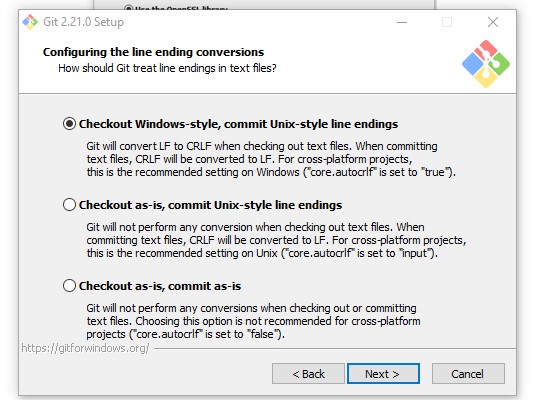 Use the OpenSSL library
Git 2.21.0 Setup
Configuring the line ending conversions
How should Git treat line endings in text files?
Checkout Windows-style, commit Unix-style line endings
Git will convert LF to CRLF when checking out text files. When committing
text files, CRLF will be converted to LF. For cross-platform projects,
this is the recommended setting on Windows ("core.autocrlf" is set to "true").
Checkout as-is, commit Unix-style line endings
Git will not perform any conversion when checking out text files. When
committing text files, CRLF will be converted to LF. For cross-platform projects,
this is the recommended setting on Unix ("core.autocrlf" is set to "input").
Checkout as-is, commit as-is
Git will not perform any conversions when checking out or committing
text files. Choosing this option is not recommended for cross-platform
projects ("core.autocrlf" is set to "false").
https://gitforwindows.org/
< Back
Next >
Cancel